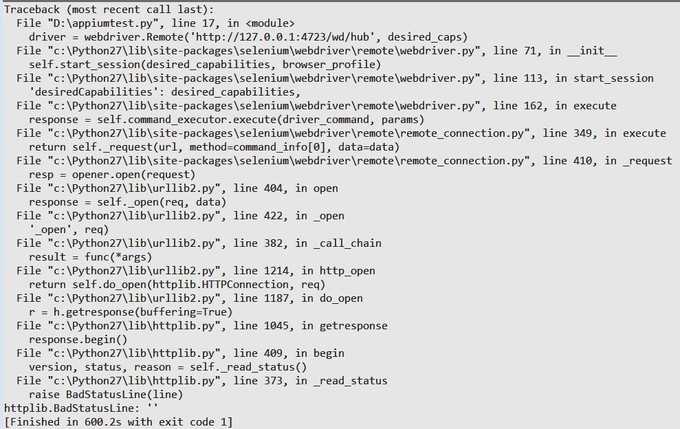 Traceback (most recent call last):
  File "D:\appiumtest.py", line 17, in <module>
    driver = webdriver.Remote('http://127.0.0.1:4723/wd/hub', desired_caps)
  File "c:\Python27\lib\site-packages\selenium\webdriver\remote\webdriver.py", line 71, in __init__
    self.start_session(desired_capabilities, browser_profile)
  File "c:\Python27\lib\site-packages\selenium\webdriver\remote\webdriver.py", line 113, in start_session
    'desiredCapabilities': desired_capabilities,
  File "c:\Python27\lib\site-packages\selenium\webdriver\remote\webdriver.py", line 162, in execute
    response = self.command_executor.execute(driver_command, params)
  File "c:\Python27\lib\site-packages\selenium\webdriver\remote\remote_connection.py", line 349, in execute
    return self._request(url, method=command_info[0], data=data)
  File "c:\Python27\lib\site-packages\selenium\webdriver\remote\remote_connection.py", line 410, in _request
    resp = opener.open(request)
  File "c:\Python27\lib\urllib2.py", line 404, in open
    response = self._open(req, data)
  File "c:\Python27\lib\urllib2.py", line 422, in _open
    '_open', req)
  File "c:\Python27\lib\urllib2.py", line 382, in _call_chain
    result = func(*args)
  File "c:\Python27\lib\urllib2.py", line 1214, in http_open
    return self.do_open(httplib.HTTPConnection, req)
  File "c:\Python27\lib\urllib2.py", line 1187, in do_open
    r = h.getresponse(buffering=True)
  File "c:\Python27\lib\httplib.py", line 1045, in getresponse
    response.begin()
  File "c:\Python27\lib\httplib.py", line 409, in begin
    version, status, reason = self._read_status()
  File "c:\Python27\lib\httplib.py", line 373, in _read_status
    raise BadStatusLine(line)
httplib.BadStatusLine: ''
[Finished in 600.2s with exit code 1]